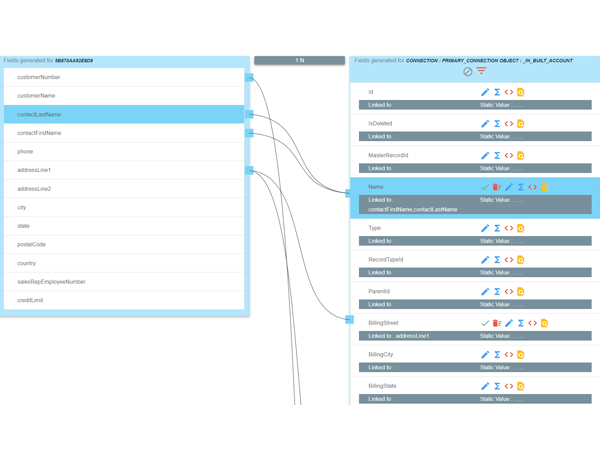 Fields generated for 5B870AA92E8D9
customerNumber
customerName
contactLastName
contactFirstName
phone
addressLine1
addressLine2
city
state
postalCode
country
salesRepEmployeeNumber
creditLimit
1 N
Fields generated for CONNECTION : PRIMARY_CONNECTION OBJECT : _IN_BUILT_ACCOUNT
Id
Linked to : Static Value : ......
IsDeleted
Linked to : Static Value : ......
MasterRecordId
Linked to : Static Value : ......
Name
Linked to : Static Value : ......
contactFirstName,contactLastName
Type
Linked to : Static Value : ......
RecordTypeId
Linked to : Static Value : ......
ParentId
Linked to : Static Value : ......
BillingStreet
Linked to : addressLine1 Static Value : ......
BillingCity
Linked to : Static Value : ......
BillingState
Linked to : Static Value : ......